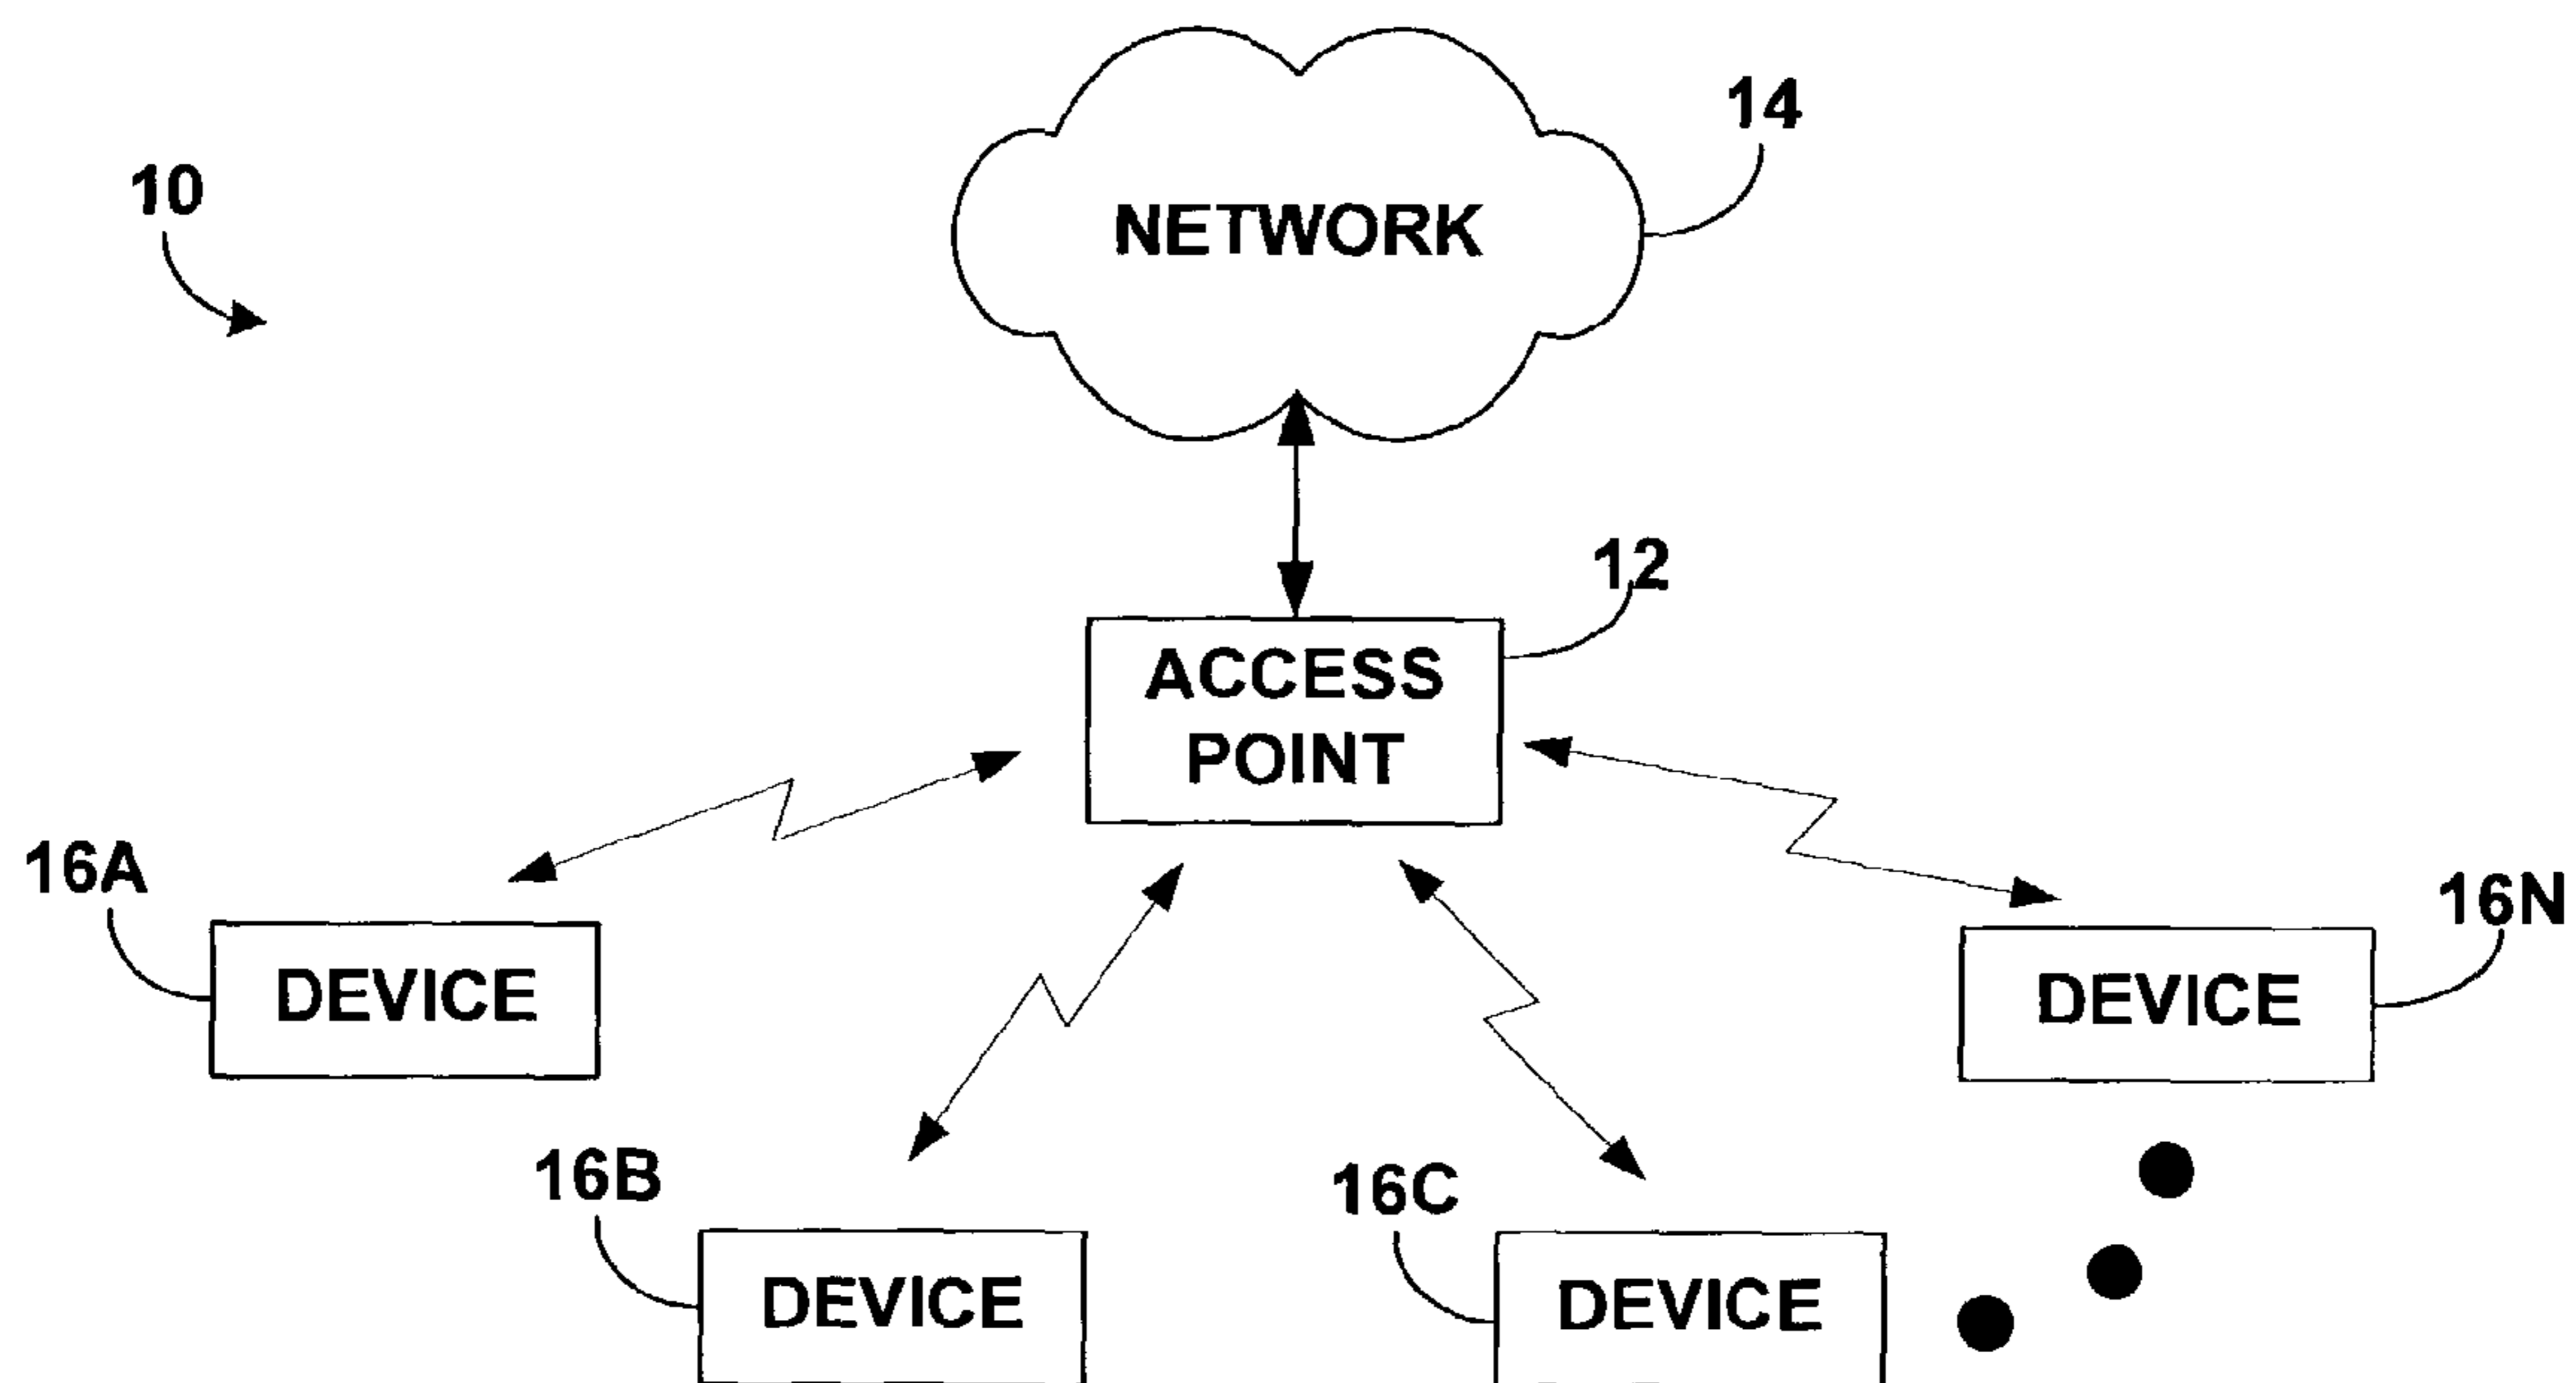 14
10
NETWORK
12
ACCESS
POINT
16A
16N
DEVICE
DEVICE
16B
16C
DEVICE
DEVICE